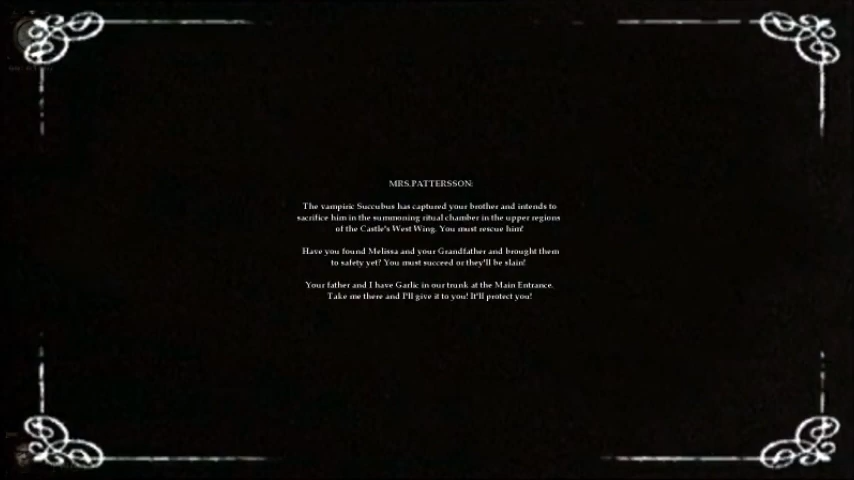 MRS.PATTERSSON:
The vampiric Succubus has captured your brother and intends to
sacrifice him in the summoning ritual chamber in the upper regions
of the Castle's West Wing. You must rescue him!
Have you found Melissa and your Grandfather and brought them
to safety yet? You must succeed or they'll be slain!
Your father and I have Garlic in our trunk at the Main Entrance.
Take me there and I'll give it to you! It'll protect you!